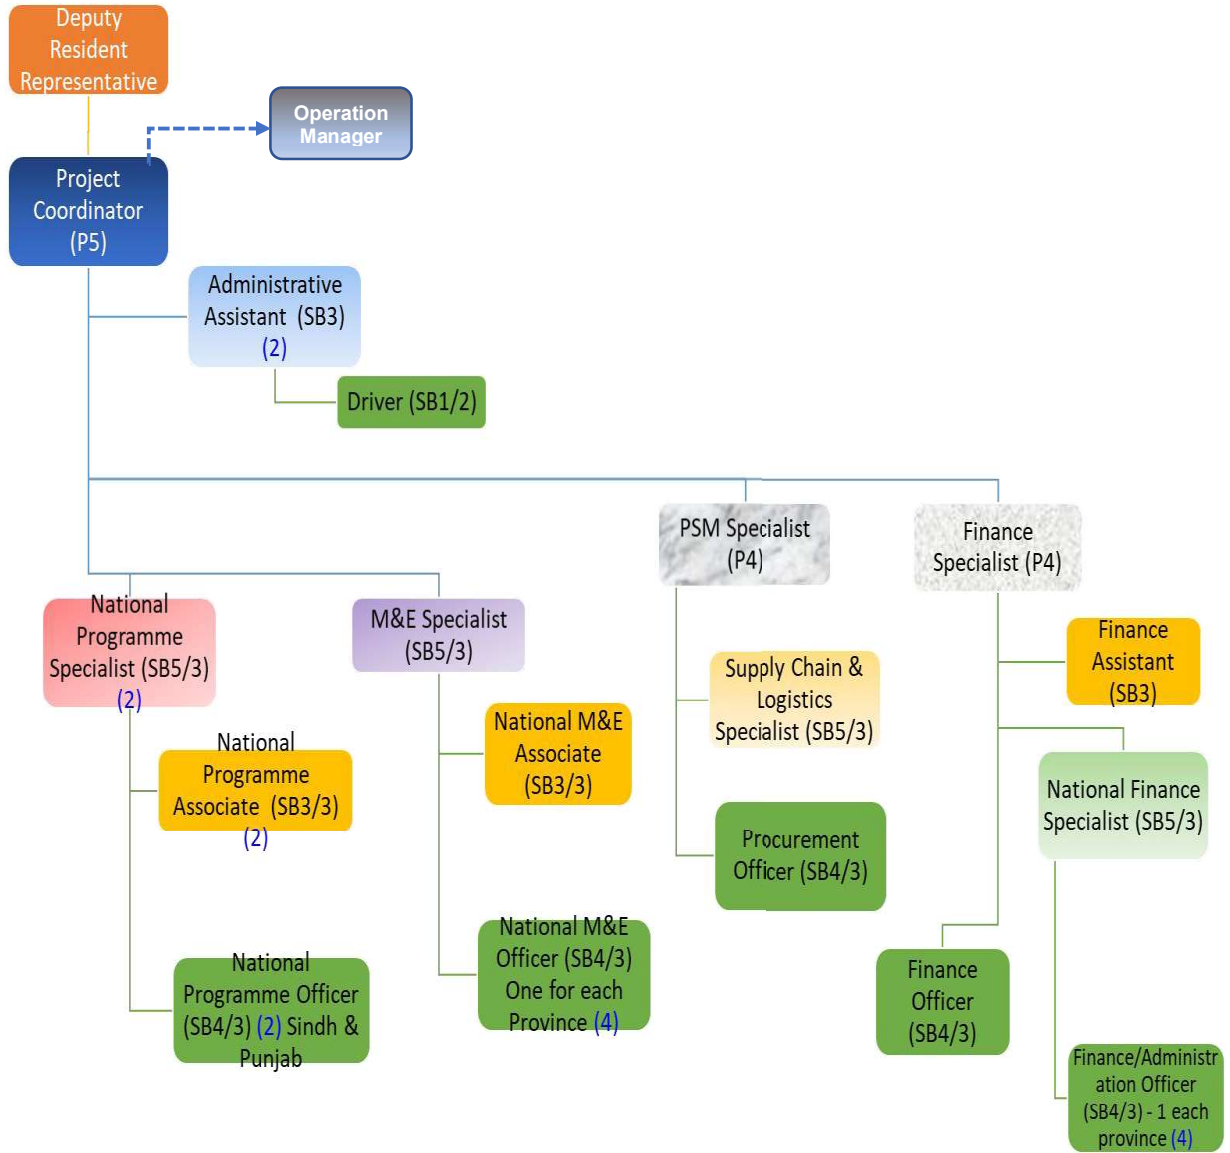 Deputy
Resident
Representative
Operation
Manager
Project
Coordinator
(P5)
Administrative
Assistant (SB3)
(2)
Driver (SB1/2)
PSM Specialist
(P4)
Finance
Specialist (P4)
National
Programme
Specialist (SB5/3)
(2)
M&E Specialist
(SB5/3)
Finance
Assistant
(SB3)
Supply Chain &
Logistics
Specialist (SB5/3)
National M&E
Associate
(SB3/3)
National
Programme
Associate (SB3/3)
(2)
National Finance
Specialist (SB5/3)
Procurement
Officer (SB4/3)
National M&E
Officer (SB4/3)
One for each
Province (4)
National
Programme Officer
(SB4/3) (2) Sindh &
Punjab
Finance
Officer
(SB4/3)
Finance/Administr
ation Officer
(SB4/3) - 1 each
province (4)